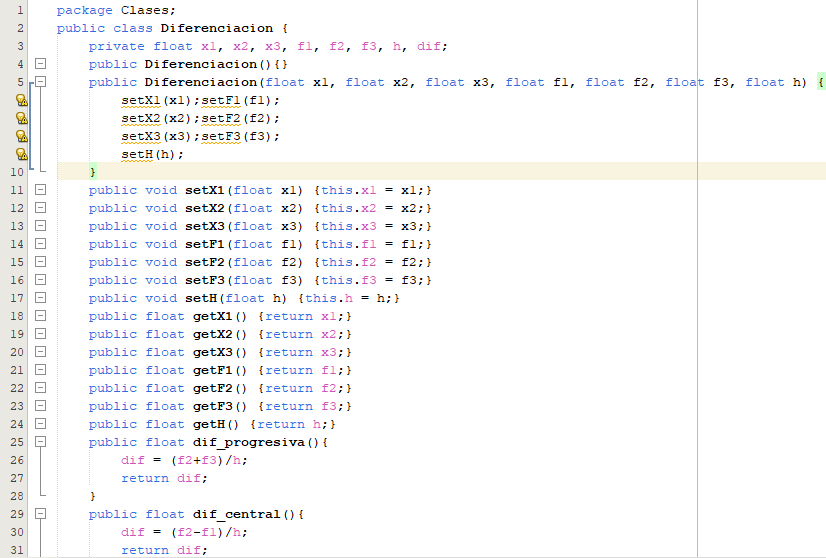 1 package Clases;
2 public class Diferenciacion {
3 private float x1, x2, x3, f1, f2, f3, h, dif;
4 public Diferenciacion(){}
5 public Diferenciacion(float x1, float x2, float x3, float f1, float f2, float f3, float h) {
setX1(x1);setF1(f1);
setX2(x2);setF2(f2);
setX3(x3);setF3(f3);
setH(h);
10 }
11 public void setX1(float x1) {this.x1 = x1;}
12 public void setX2(float x2) {this.x2 = x2;}
13 public void setX3(float x3) {this.x3 = x3;}
14 public void setF1(float f1) {this.f1 = f1;}
15 public void setF2(float f2) {this.f2 = f2;}
16 public void setF3(float f3) {this.f3 = f3;}
17 public void setH(float h) {this.h = h;}
18 public float getX1() {return x1;}
19 public float getX2() {return x2;}
20 public float getX3() {return x3;}
21 public float getF1() {return f1;}
22 public float getF2() {return f2;}
23 public float getF3() {return f3;}
24 public float getH() {return h;}
25 public float dif_progresiva(){
26 dif = (f2+f3)/h;
27 return dif;
28 }
29 public float dif_central(){
30 dif = (f2-f1)/h;
31 return dif;